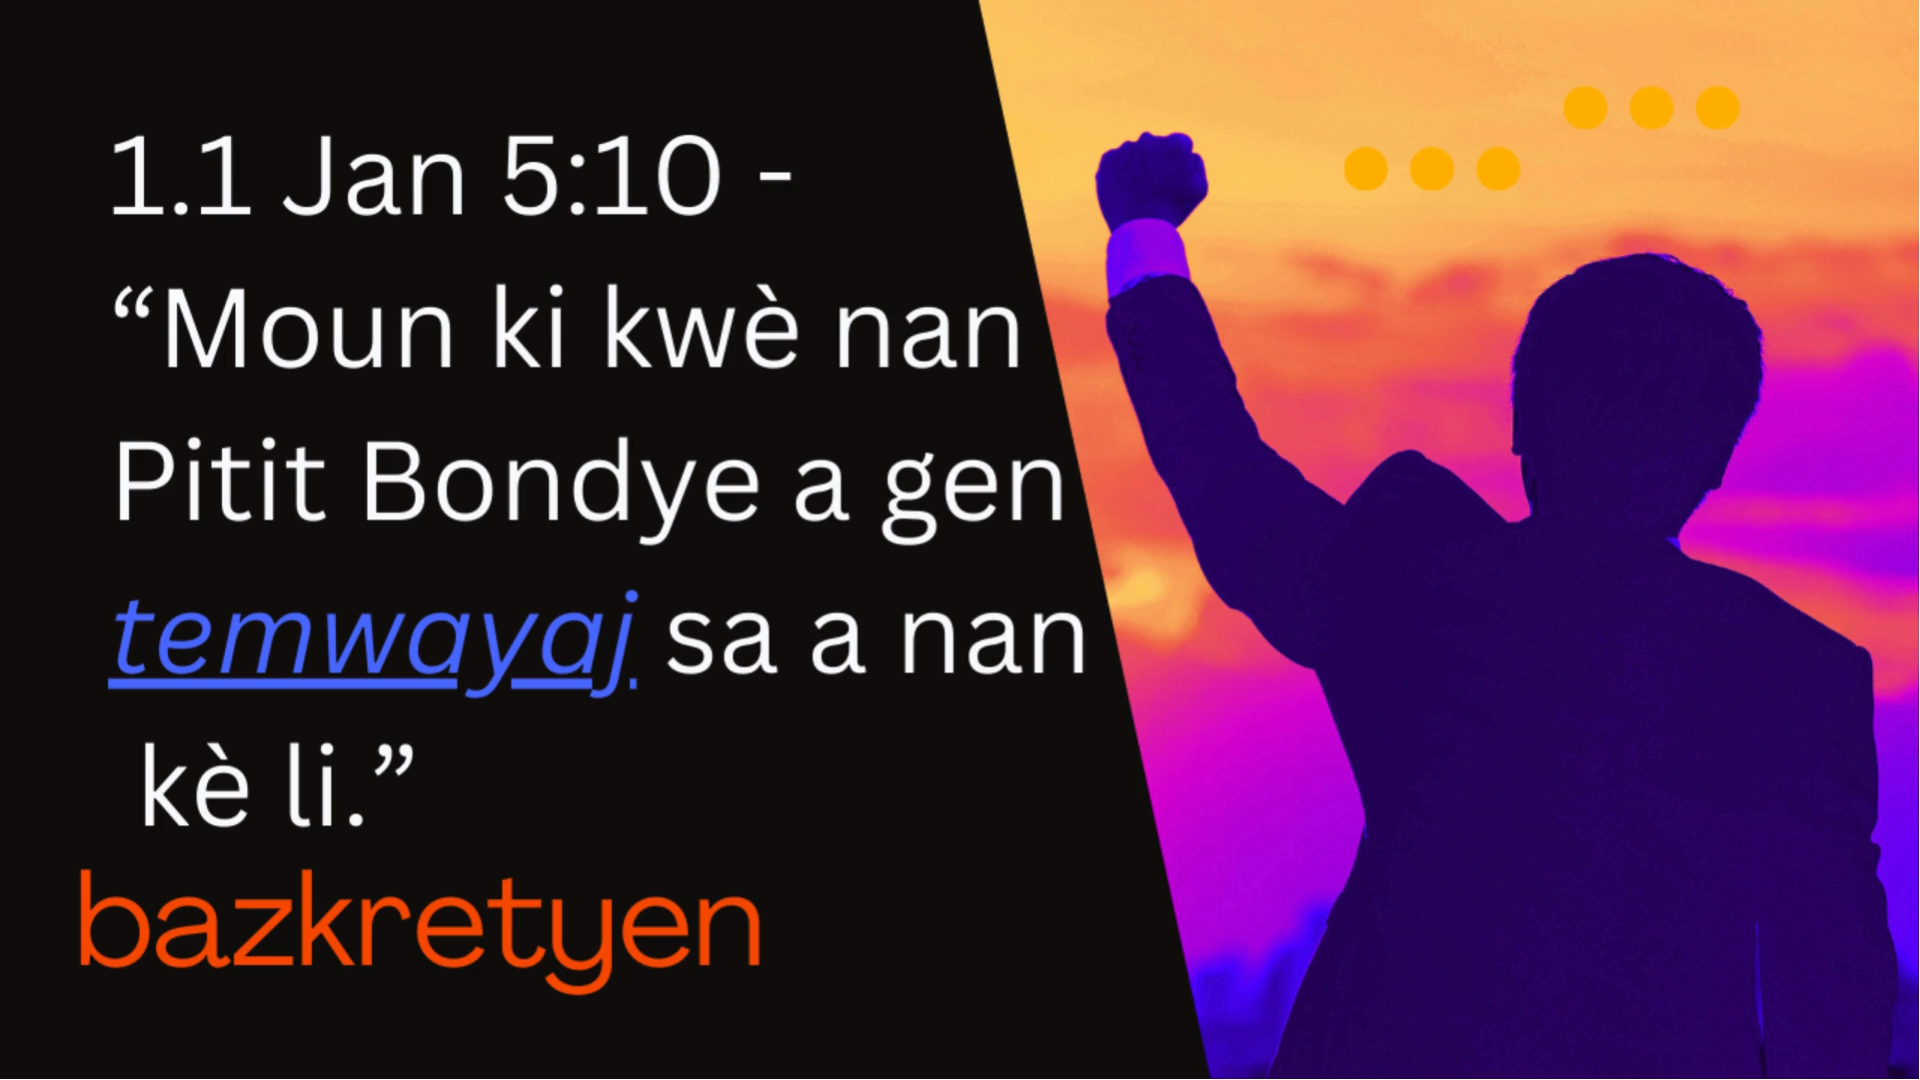 1.1 Jan 5:10 -
“Moun ki kwè nan
Pitit Bondye a gen
temwayaj sa a nan
kè li.”
bazkretyen